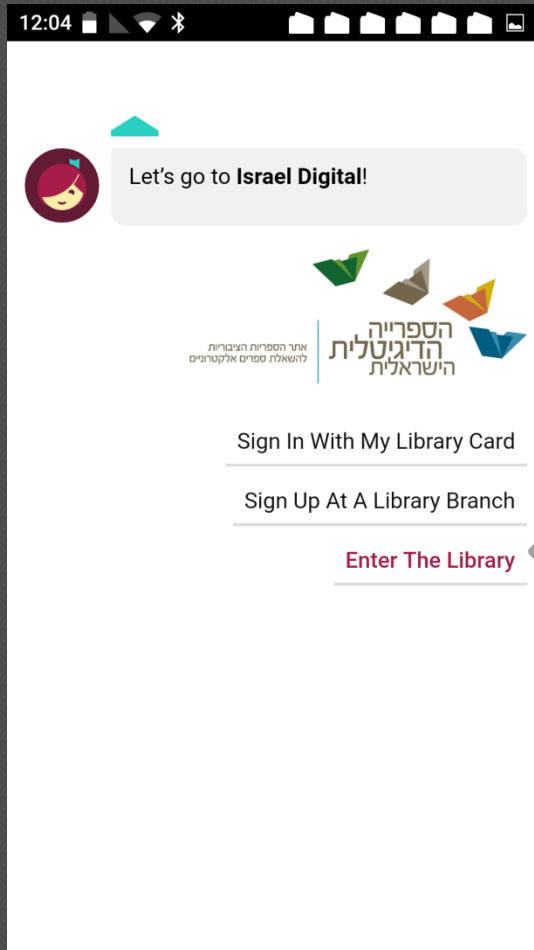 12:04
Let’s go to Israel Digital!
הספרייה
הדיגיטלית
הישראלית
אתר הספריות הציבוריות
להשאלת ספרים אלקטרוניים
Sign In With My Library Card
Sign Up At A Library Branch
Enter The Library